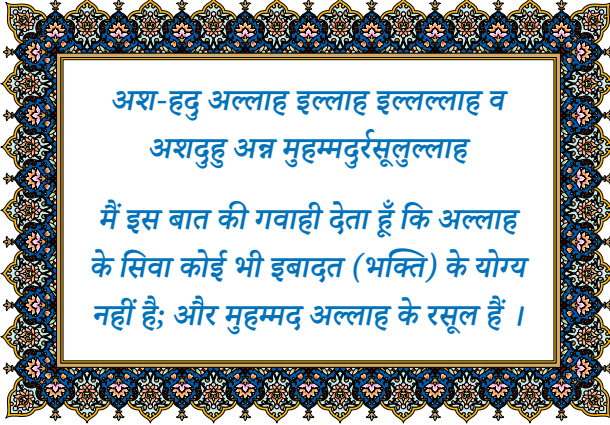 अश-हदु अल्लाह इल्लाह इल्लल्लाह व
अशदुहु अन्न मुहम्मदुर्रसूलुल्लाह
मैं इस बात की गवाही देता हूँ कि अल्लाह
के सिवा कोई भी इबादत (भक्ति) के योग्य
नहीं है; और मुहम्मद अल्लाह के रसूल हैं ।